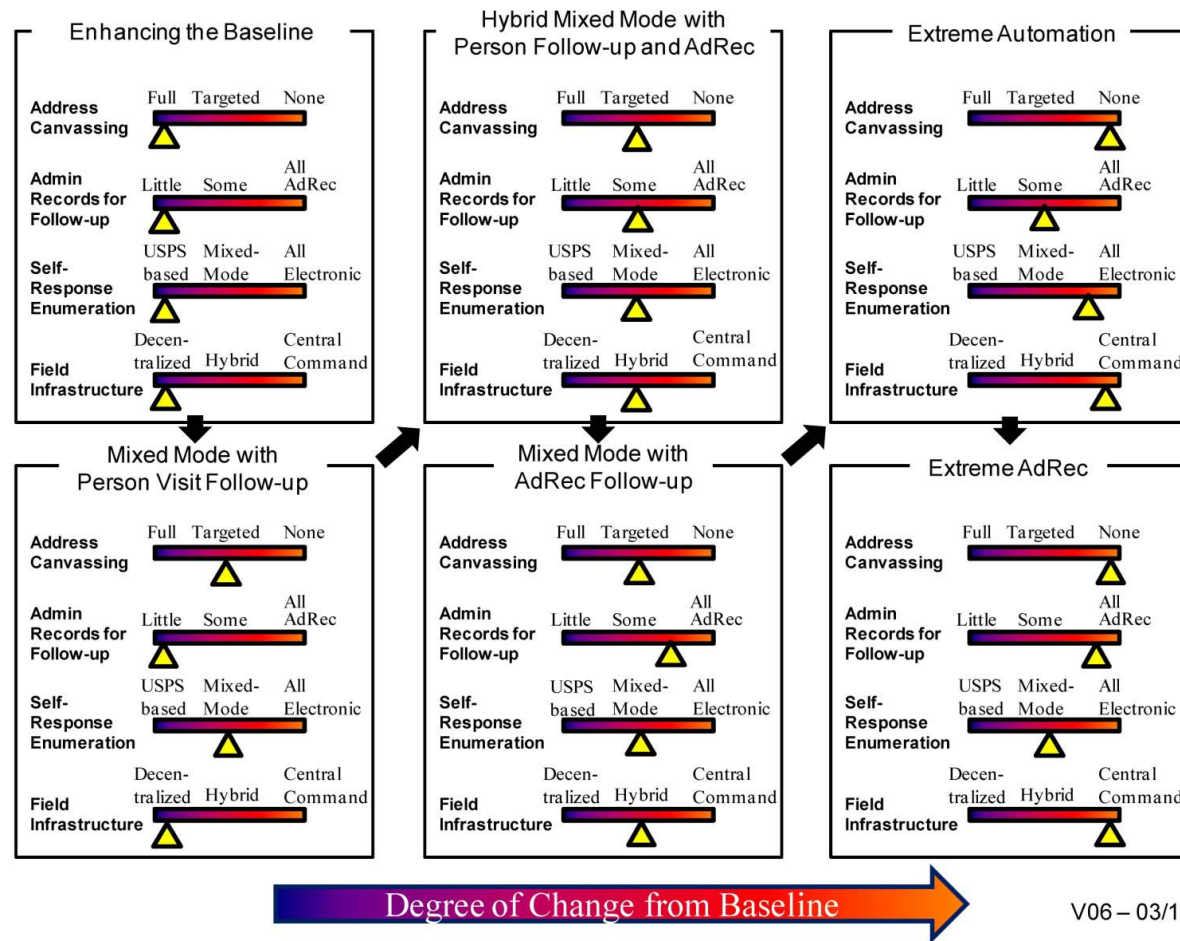 Enhancing the Baseline
Full Targeted None
Address
Canvassing
All
Little Some AdRec
Admin
Records for
Follow-up
USPS Mixed- All
based Mode Electronic
Self-
Response
Enumeration
Decen- Central
tralized Hybrid Command
Field
Infrastructure
Hybrid Mixed Mode with
Person Follow-up and AdRec
Full Targeted None
Address
Canvassing
All
Little Some AdRec
Admin
Records for
Follow-up
USPS Mixed- All
based Mode Electronic
Self-
Response
Enumeration
Decen- Central
tralized Hybrid Command
Field
Infrastructure
Extreme Automation
Full Targeted None
Address
Canvassing
All
Little Some AdRec
Admin
Records for
Follow-up
USPS Mixed- All
based Mode Electronic
Self-
Response
Enumeration
Decen- Central
tralized Hybrid Command
Field
Infrastructure
Mixed Mode with
Person Visit Follow-up
Full Targeted None
Address
Canvassing
All
Little Some AdRec
Admin
Records for
Follow-up
USPS Mixed- All
based Mode Electronic
Self-
Response
Enumeration
Decen- Central
tralized Hybrid Command
Field
Infrastructure
Mixed Mode with
AdRec Follow-up
Full Targeted None
Address
Canvassing
All
Little Some AdRec
Admin
Records for
Follow-up
USPS Mixed- All
based Mode Electronic
Self-
Response
Enumeration
Decen- Central
tralized Hybrid Command
Field
Infrastructure
Extreme AdRec
Full Targeted None
Address
Canvassing
All
Little Some AdRec
Admin
Records for
Follow-up
USPS Mixed- All
based Mode Electronic
Self-
Response
Enumeration
Decen- Central
tralized Hybrid Command
Field
Infrastructure
Degree of Change from Baseline
V06 – 03/1